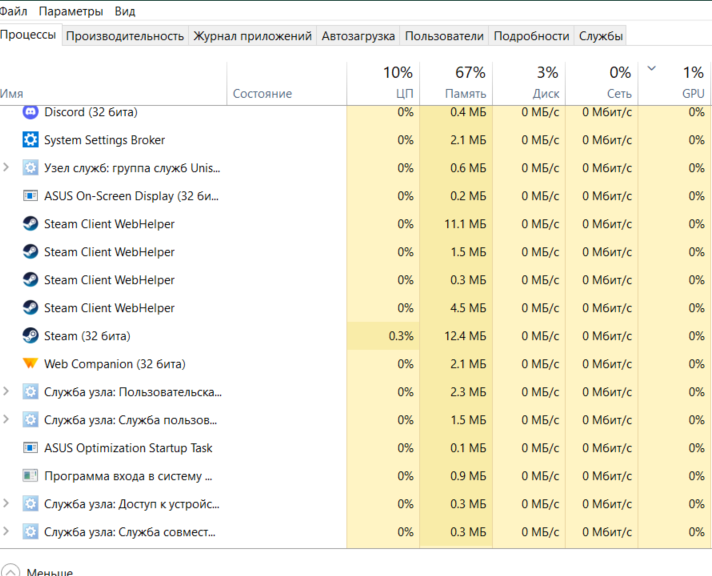 Файл Параметры Вид
Процессы Производительность Журнал приложений Автозагрузка Пользователи Подробности Службы
10% 67% 3% 0% 1%
Имя Состояние ЦП Память Диск Сеть GPU
Discord (32 бита) 0% 0.4 МБ 0 МБ/с 0 Мбит/с 0%
System Settings Broker 0% 2.1 МБ 0 МБ/с 0 Мбит/с 0%
Узел служб: группа служб Unis... 0% 0.6 МБ 0 МБ/с 0 Мбит/с 0%
ASUS On-Screen Display (32 би... 0% 0.2 МБ 0 МБ/с 0 Мбит/с 0%
Steam Client WebHelper 0% 11.1 МБ 0 МБ/с 0 Мбит/с 0%
Steam Client WebHelper 0% 1.5 МБ 0 МБ/с 0 Мбит/с 0%
Steam Client WebHelper 0% 0.3 МБ 0 МБ/с 0 Мбит/с 0%
Steam Client WebHelper 0% 4.5 МБ 0 МБ/с 0 Мбит/с 0%
Steam (32 бита) 0.3% 12.4 МБ 0 МБ/с 0 Мбит/с 0%
Web Companion (32 бита) 0% 2.1 МБ 0 МБ/с 0 Мбит/с 0%
Служба узла: Пользовательска... 0% 2.3 МБ 0 МБ/с 0 Мбит/с 0%
Служба узла: Служба пользов... 0% 1.5 МБ 0 МБ/с 0 Мбит/с 0%
ASUS Optimization Startup Task 0% 0.1 МБ 0 МБ/с 0 Мбит/с 0%
Программа входа в систему ... 0% 0.9 МБ 0 МБ/с 0 Мбит/с 0%
Служба узла: Доступ к устройс... 0% 0.3 МБ 0 МБ/с 0 Мбит/с 0%
Служба узла: Служба совмест... 0% 0.3 МБ 0 МБ/с 0 Мбит/с 0%
Меньше